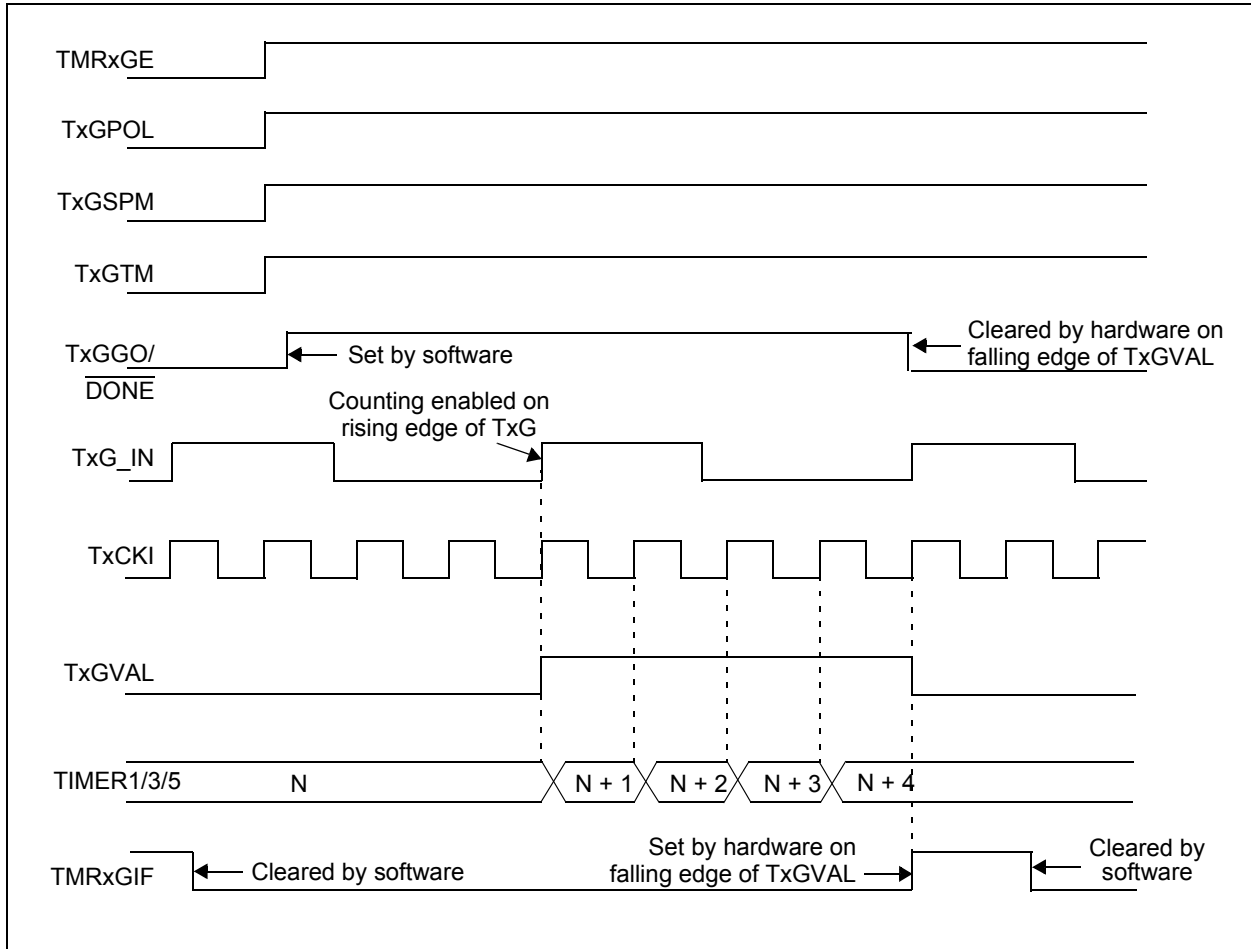 TMRxGE
TxGPOL
TxGSPM
TxGTM
TxGGO/
DONE
Set by software
Cleared by hardware on
falling edge of TxGVAL
Counting enabled on
rising edge of TxG
TxG_IN
TxCKI
TxGVAL
TIMER1/3/5
N
N + 1
N + 2
N + 3
N + 4
TMRxGIF
Cleared by software
Set by hardware on
falling edge of TxGVAL
Cleared by
software